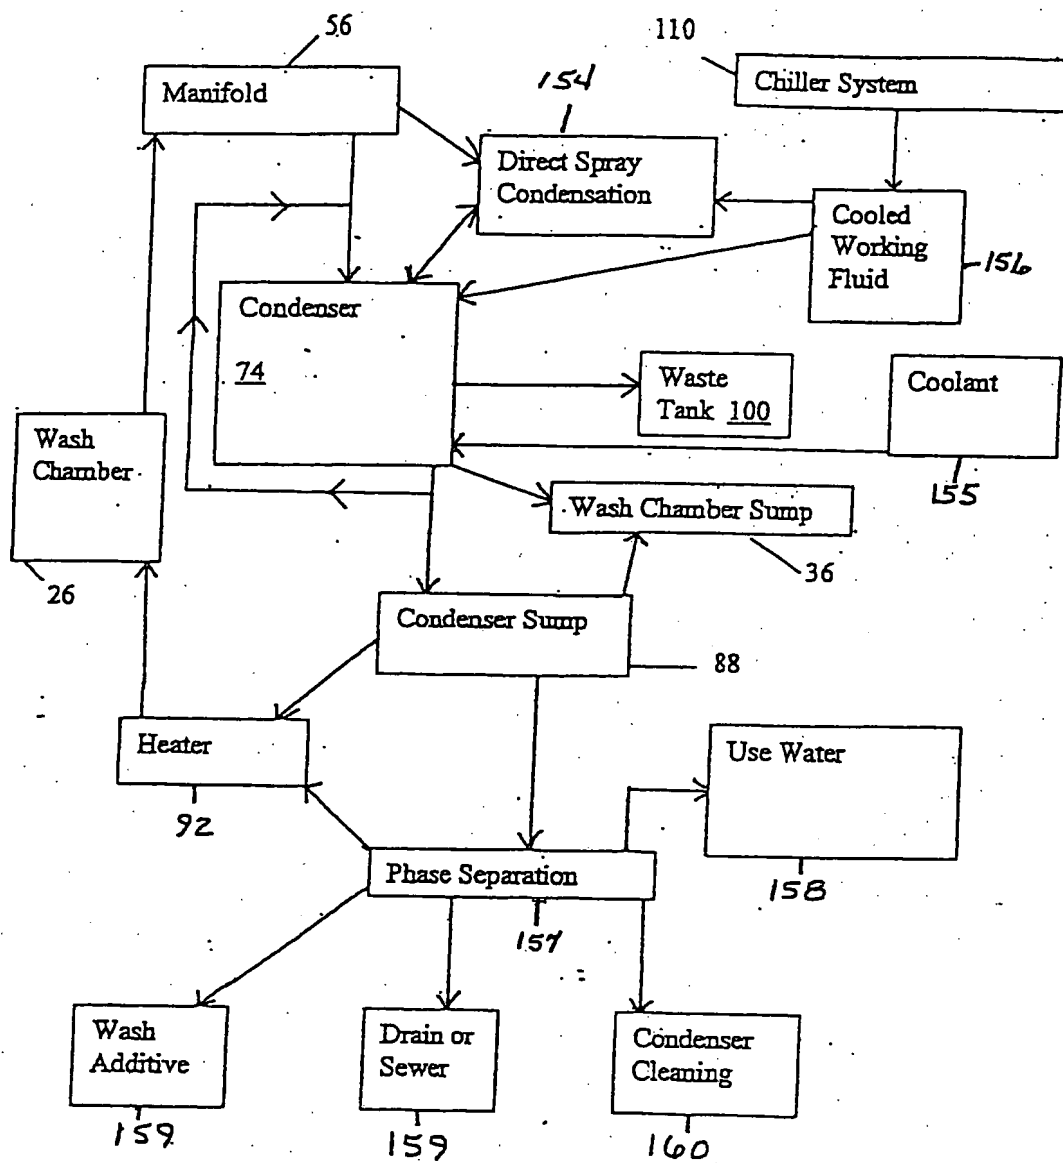 56
110
Manifold
154
Chiller System
Direct Spray
Condensation
Cooled
Working
Fluid
156
Condenser
74
Waste
Tank 100
Coolant
155
Wash
Chamber
26
Wash Chamber Sump
36
Condenser Sump
88
Heater
92
Use Water
158
Phase Separation
157
Wash
Additive
159
Drain or
Sewer
159
Condenser
Cleaning
160